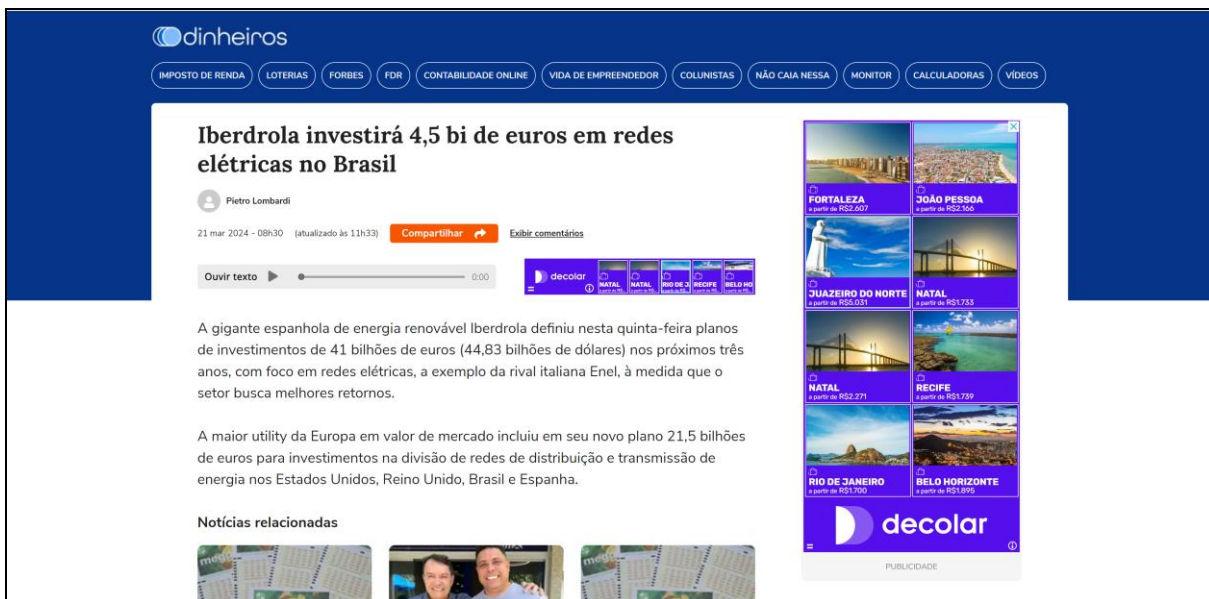 dinheiros
IMPOSTO DE RENDA
LOTERIAS
FORBES
FDR
CONTABILIDADE ONLINE
VIDA DE EMPREENDEDOR
COLUNISTAS
NÃO CAIA NESSA
MONITOR
CALCULADORAS
VÍDEOS
Iberdrola investirá 4,5 bi de euros em redes
elétricas no Brasil
Pietro Lombardi
21 mar 2024 - 08h30 (atualizado às 11h33)
Compartilhar
Exibir comentários
Ouvir texto
0:00
decolar
NATAL
NATAL
RIO DE J
RECIFE
BELO HO
A gigante espanhola de energia renovável Iberdrola definiu nesta quinta-feira planos
de investimentos de 41 bilhões de euros (44,83 bilhões de dólares) nos próximos três
anos, com foco em redes elétricas, a exemplo da rival italiana Enel, à medida que o
setor busca melhores retornos.
A maior utility da Europa em valor de mercado incluiu em seu novo plano 21,5 bilhões
de euros para investimentos na divisão de redes de distribuição e transmissão de
energia nos Estados Unidos, Reino Unido, Brasil e Espanha.
Notícias relacionadas
FORTALEZA
a partir de R$2.607
JOÃO PESSOA
a partir de R$2.166
JUAZEIRO DO NORTE
a partir de R$5.031
NATAL
a partir de R$1.733
NATAL
a partir de R$2.271
RECIFE
a partir de R$1.739
RIO DE JANEIRO
a partir de R$1.700
BELO HORIZONTE
a partir de R$1.895
decolar
PUBLICIDADE